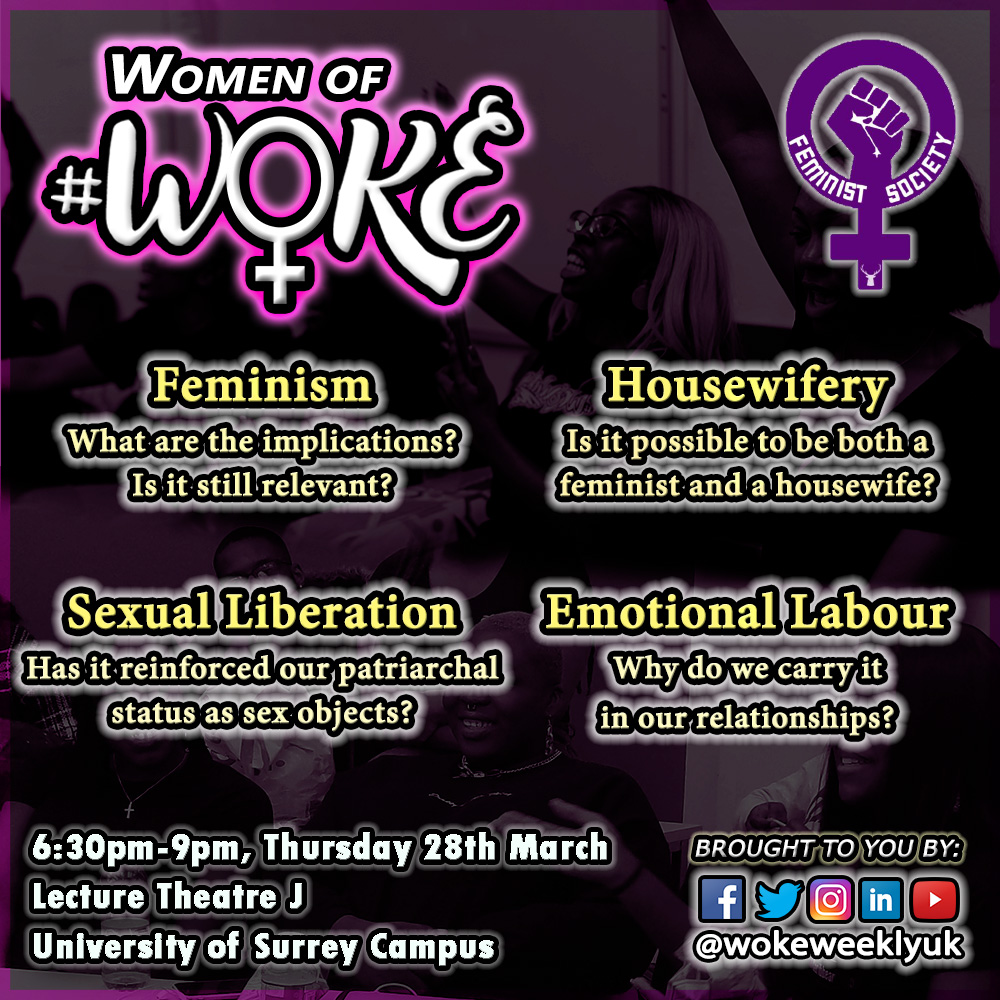 WOMEN OF
#WOKE
FEMINIST SOCIETY
Feminism
What are the implications?
Is it still relevant?
Housewifery
Is it possible to be both a
feminist and a housewife?
Sexual Liberation
Has it reinforced our patriarchal
status as sex objects?
Emotional Labour
Why do we carry it
in our relationships?
6:30pm-9pm, Thursday 28th March
Lecture Theatre J
University of Surrey Campus
BROUGHT TO YOU BY:
@wokeweeklyuk